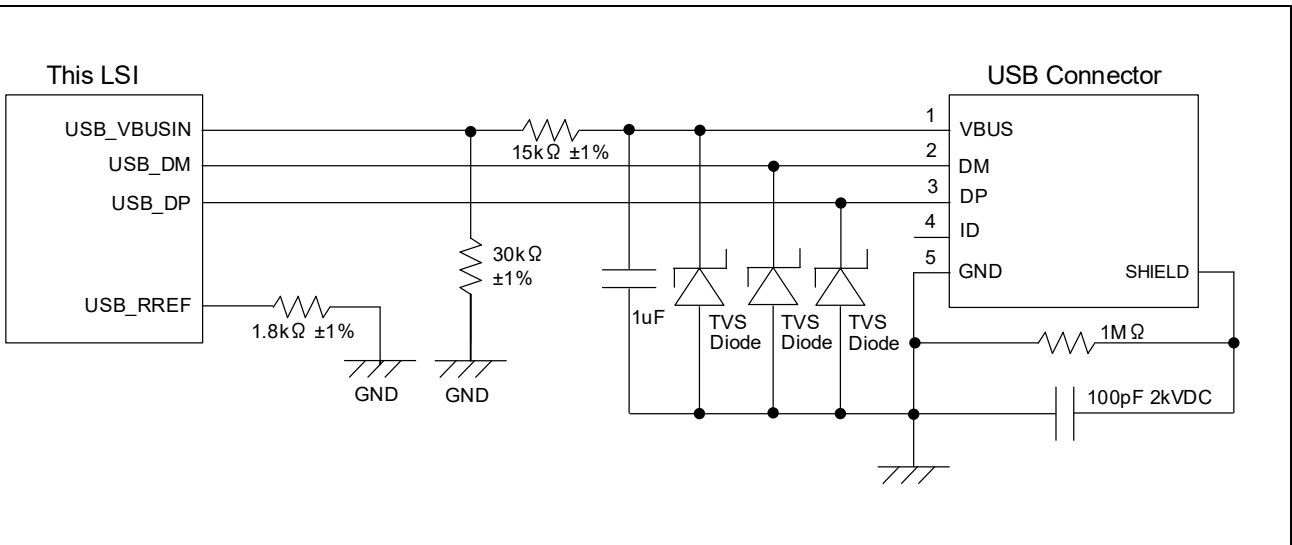 This LSI
USB Connector
USB_VBUSIN
USB_DM
USB_DP
USB_RREF
15kΩ ±1%
30kΩ
±1%
1.8kΩ ±1%
GND
GND
1uF
TVS
Diode
TVS
Diode
TVS
Diode
1
VBUS
2
DM
3
DP
4
ID
5
GND
SHIELD
1MΩ
100pF 2kVDC